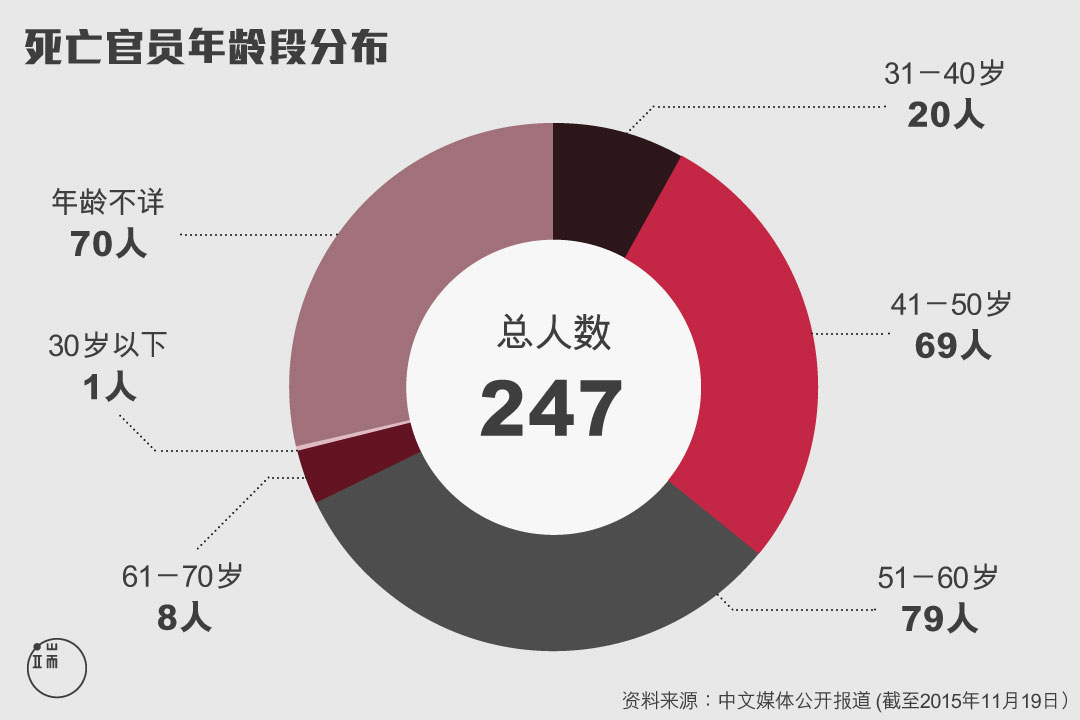 死亡官员年龄段分布
31－40岁
20人
41－50岁
69人
51－60岁
79人
61－70岁
8人
30岁以下
1人
年龄不详
70人
总人数
247
端
资料来源：中文媒体公开报道 (截至2015年11月19日）